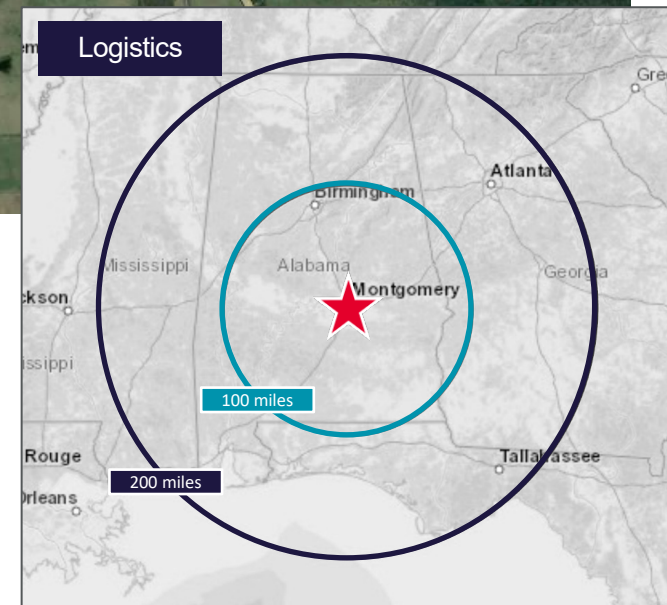 Logistics
Gre
Atlanta
Birmingham
Mississippi
Alabama
Georgia
Montgomery
ckson
issippi
100 miles
Rouge
Tallahassee
200 miles
Orleans